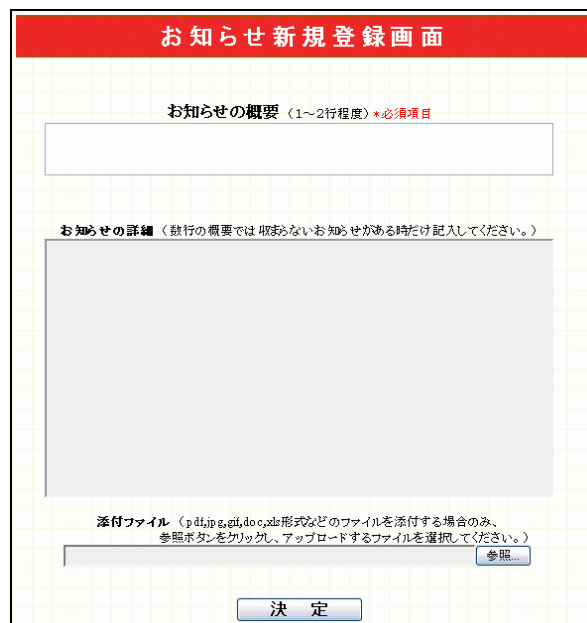 お知らせ新規登録画面
お知らせの概要（1～2行程度）*必須項目
お知らせの詳細（数行の概要では収まらないお知らせがある時だけ記入してください。）
添付ファイル（pdf,jpg,gif,doc,xls形式などのファイルを添付する場合のみ、
参照ボタンをクリックし、アップロードするファイルを選択してください。）
参照...
決　定